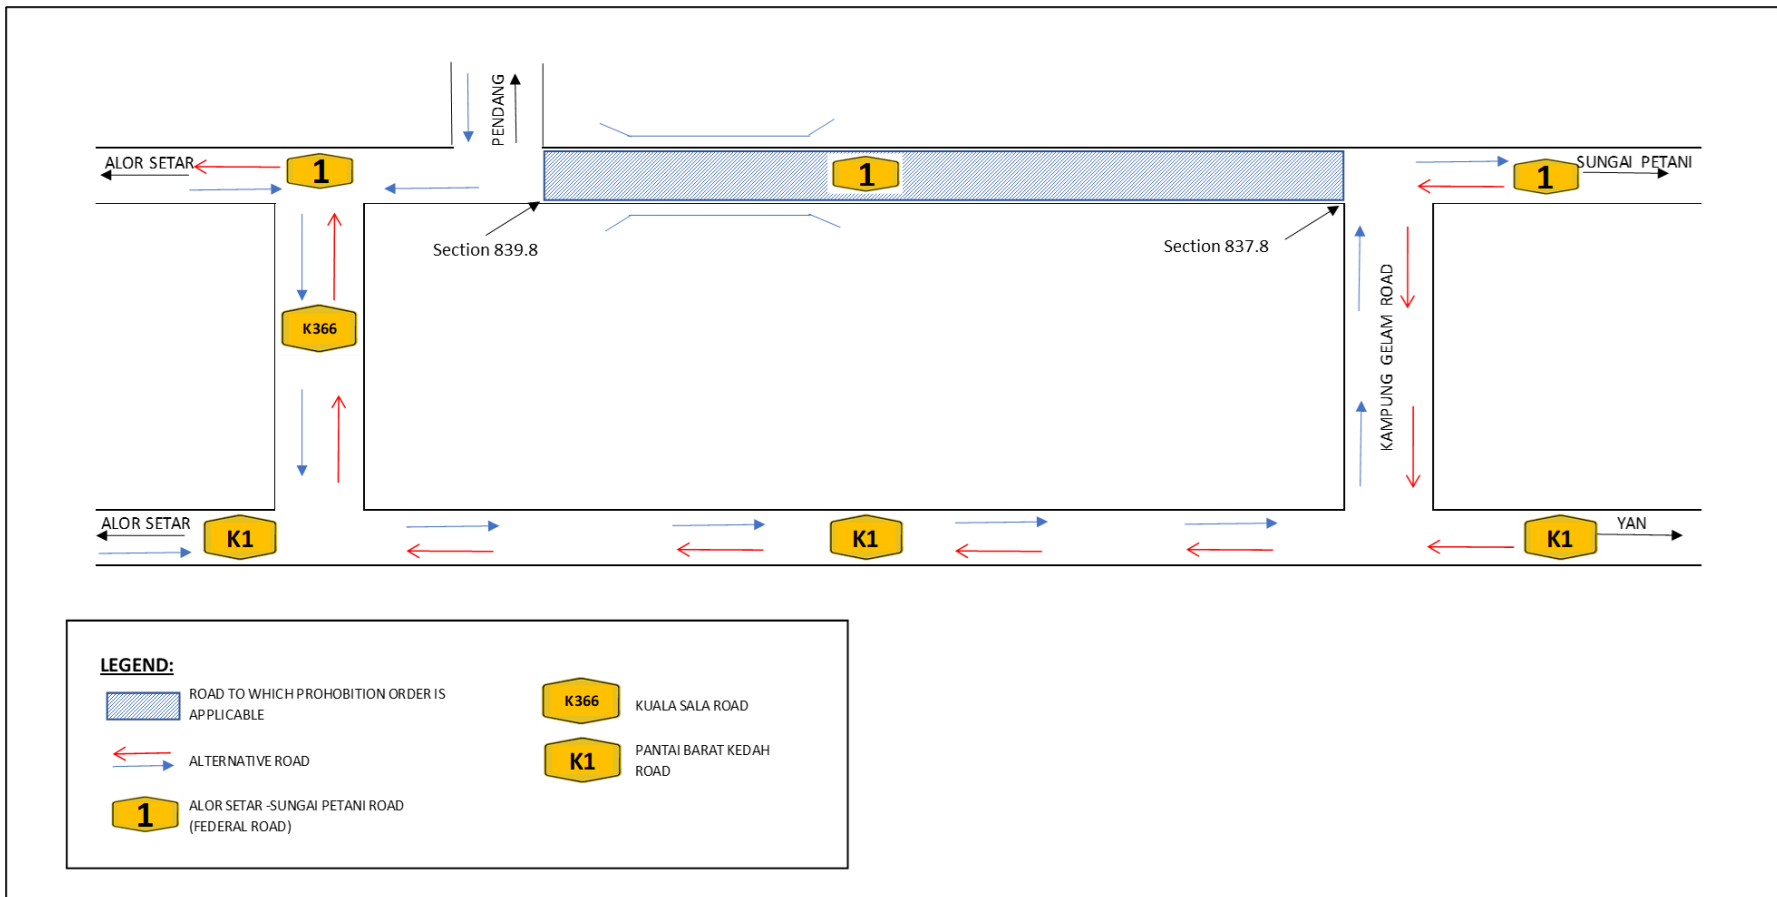 PENDANG
ALOR SETAR
1
1
1
SUNGAI PETANI
Section 839.8
Section 837.8
K366
KAMPUNG GELAM ROAD
ALOR SETAR
K1
K1
K1
YAN
LEGEND:
ROAD TO WHICH PROHOBITION ORDER IS
APPLICABLE
ALTERNATIVE ROAD
1
ALOR SETAR -SUNGAI PETANI ROAD
(FEDERAL ROAD)
K366
KUALA SALA ROAD
K1
PANTAI BARAT KEDAH
ROAD